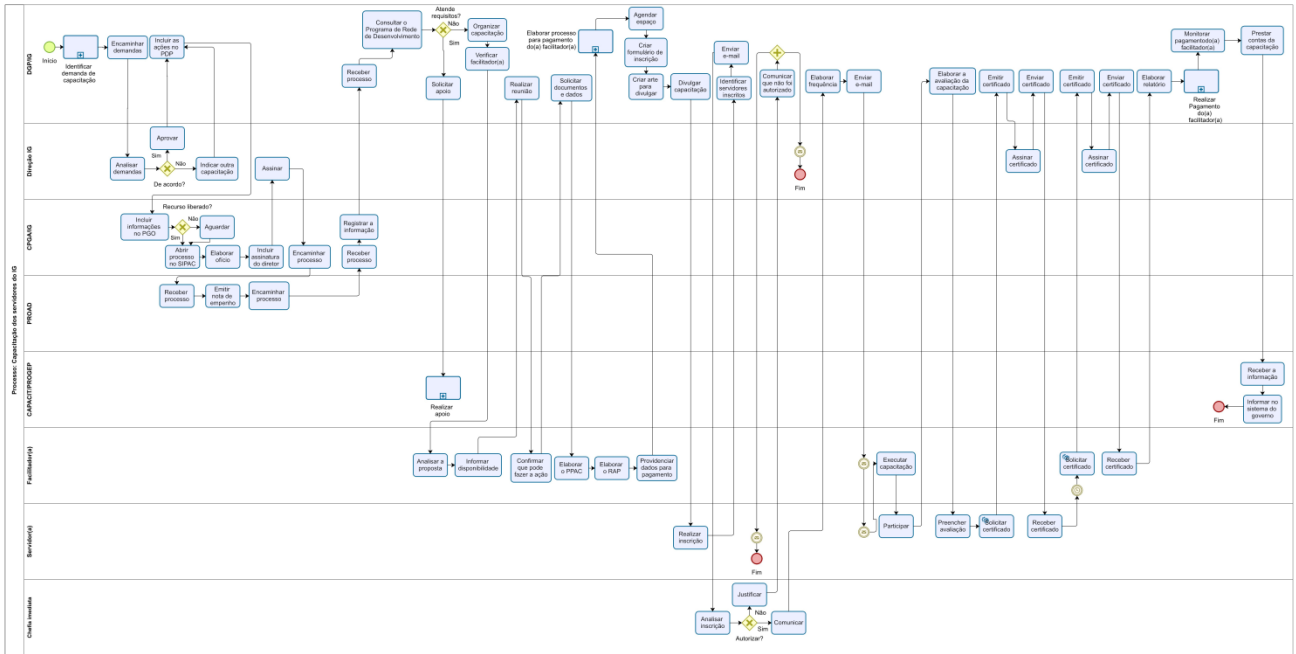 Processo: Capacitação dos servidores do IG
DGP/IG
Início
Identificar
demanda de
capacitação
Encaminhar
demandas
Incluir as
ações no
PDP
Receber
processo
Consultar o
Programa de Rede
de Desenvolvimento
Atende
requisitos?
Não
Sim
Organizar
capacitação
Verificar
facilitador(a)
Solicitar
apoio
Realizar
reunião
Solicitar
documentos
e dados
Elaborar processo
para pagamento
do(a) facilitador(a)
Agendar
espaço
Criar
formulário de
inscrição
Criar arte
para
divulgar
Divulgar
capacitação
Enviar
e-mail
Identificar
servidores
inscritos
Comunicar
que não foi
autorizado
Elaborar
frequência
Enviar
e-mail
Elaborar a
avaliação da
capacitação
Emitir
certificado
Enviar
certificado
Emitir
certificado
Enviar
certificado
Elaborar
relatório
Realizar
Pagamento
do(a)
facilitador(a)
Monitorar
pagamentodo(a)
facilitador(a)
Prestar
contas da
capacitação
Direção IG
Analisar
demandas
Aprovar
Sim
Não
De acordo?
Indicar outra
capacitação
Assinar
Fim
Assinar
certificado
Assinar
certificado
CPGA/IG
Incluir
informações
no PGO
Recurso liberado?
Não
Sim
Aguardar
Abrir
processo
no SIPAC
Elaborar
ofício
Incluir
assinatura
do diretor
Encaminhar
processo
Registrar a
informação
Receber
processo
PROAD
Receber
processo
Emitir
nota de
empenho
Encaminhar
processo
CAPACIT/PROGEP
Realizar
apoio
Receber a
informação
Informar no
sistema do
governo
Fim
Facilitador(a)
Analisar a
proposta
Informar
disponibilidade
Confirmar
que pode
fazer a ação
Elaborar
o PPAC
Elaborar
o RAP
Providenciar
dados para
pagamento
Executar
capacitação
Solicitar
certificado
Receber
certificado
Servidor(a)
Realizar
inscrição
Fim
Participar
Preencher
avaliação
Solicitar
certificado
Receber
certificado
Chefia imediata
Analisar
inscrição
Justificar
Não
Sim
Autorizar?
Comunicar